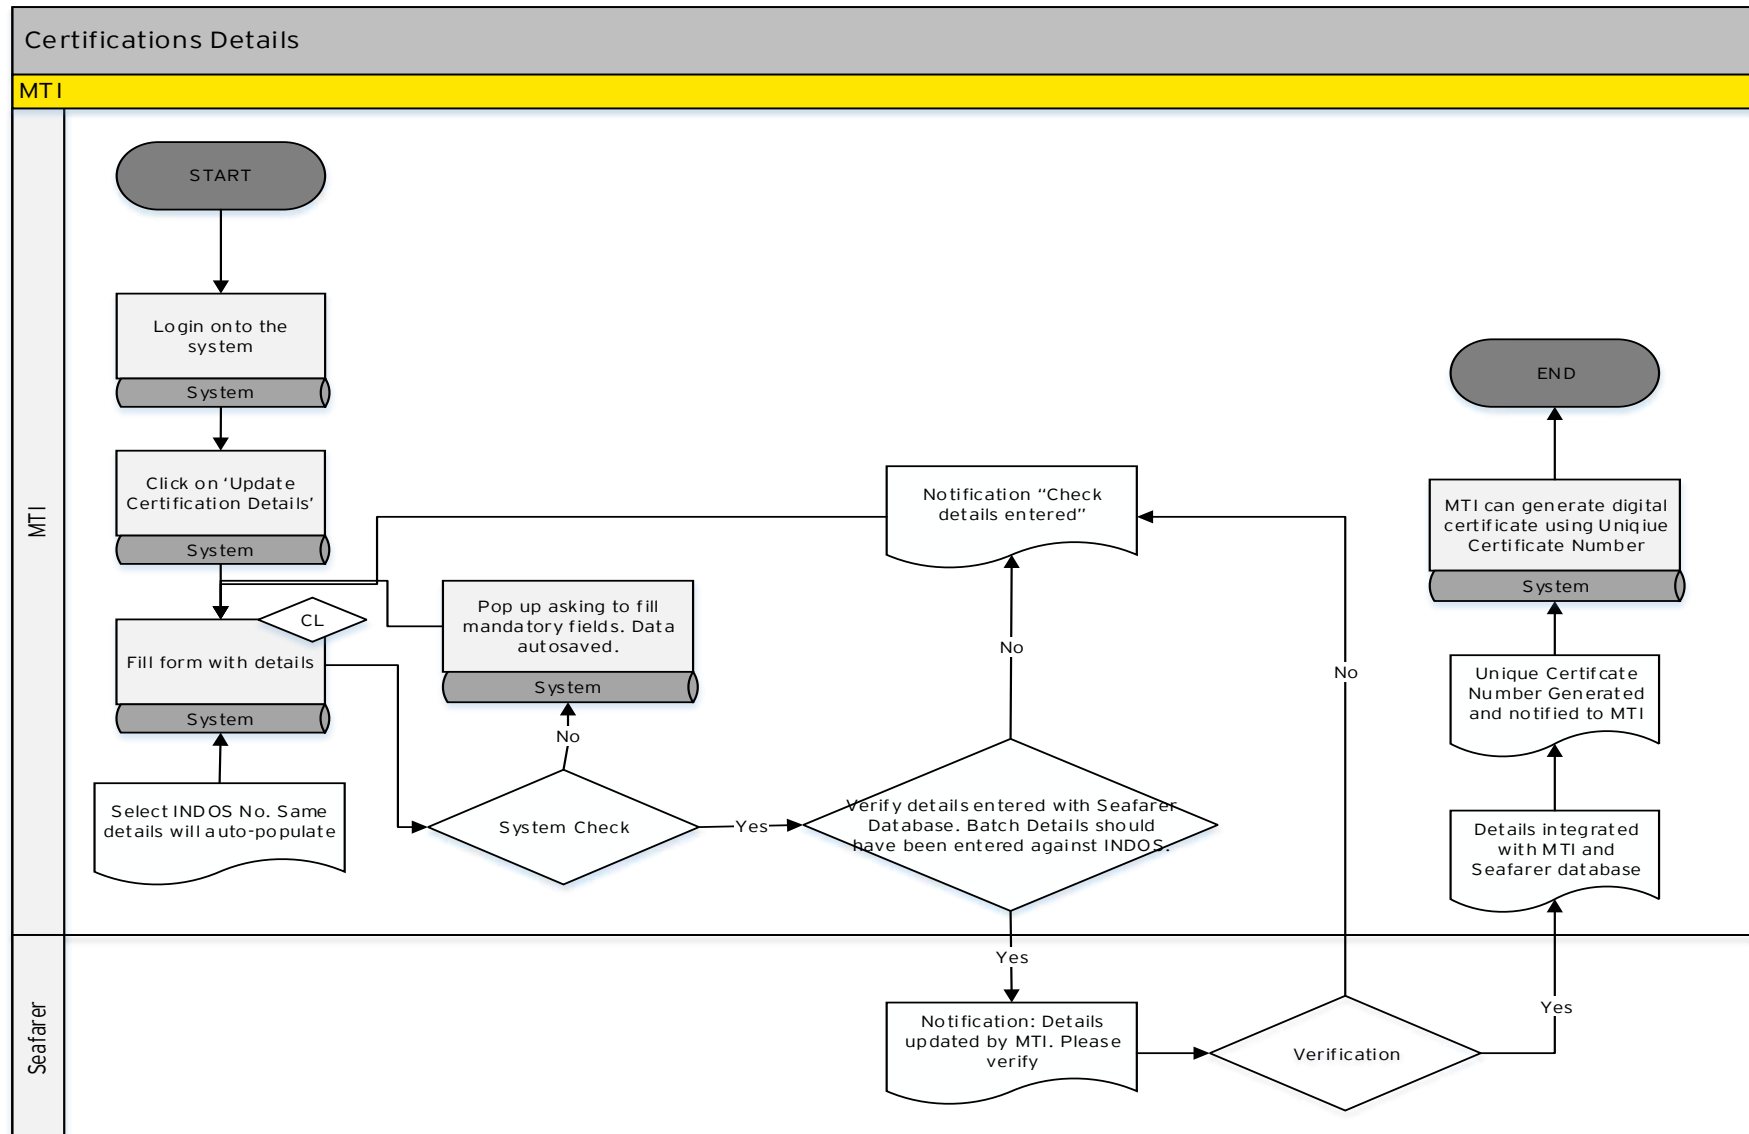 Certifications Details
MTI
MTI
START
Login onto the
system
System
Click on ‘Update
Certification Details’
System
CL
Fill form with details
System
Select INDOS No. Same
details will auto-populate
Pop up asking to fill
mandatory fields. Data
autosaved.
System
No
System Check
Yes
Notification “Check
details entered”
No
Verify details entered with Seafarer
Database. Batch Details should
have been entered against INDOS.
Yes
No
END
MTI can generate digital
certificate using Uniqiue
Certificate Number
System
Unique Certifcate
Number Generated
and notified to MTI
Details integrated
with MTI and
Seafarer database
Seafarer
Notification: Details
updated by MTI. Please
verify
Verification
Yes